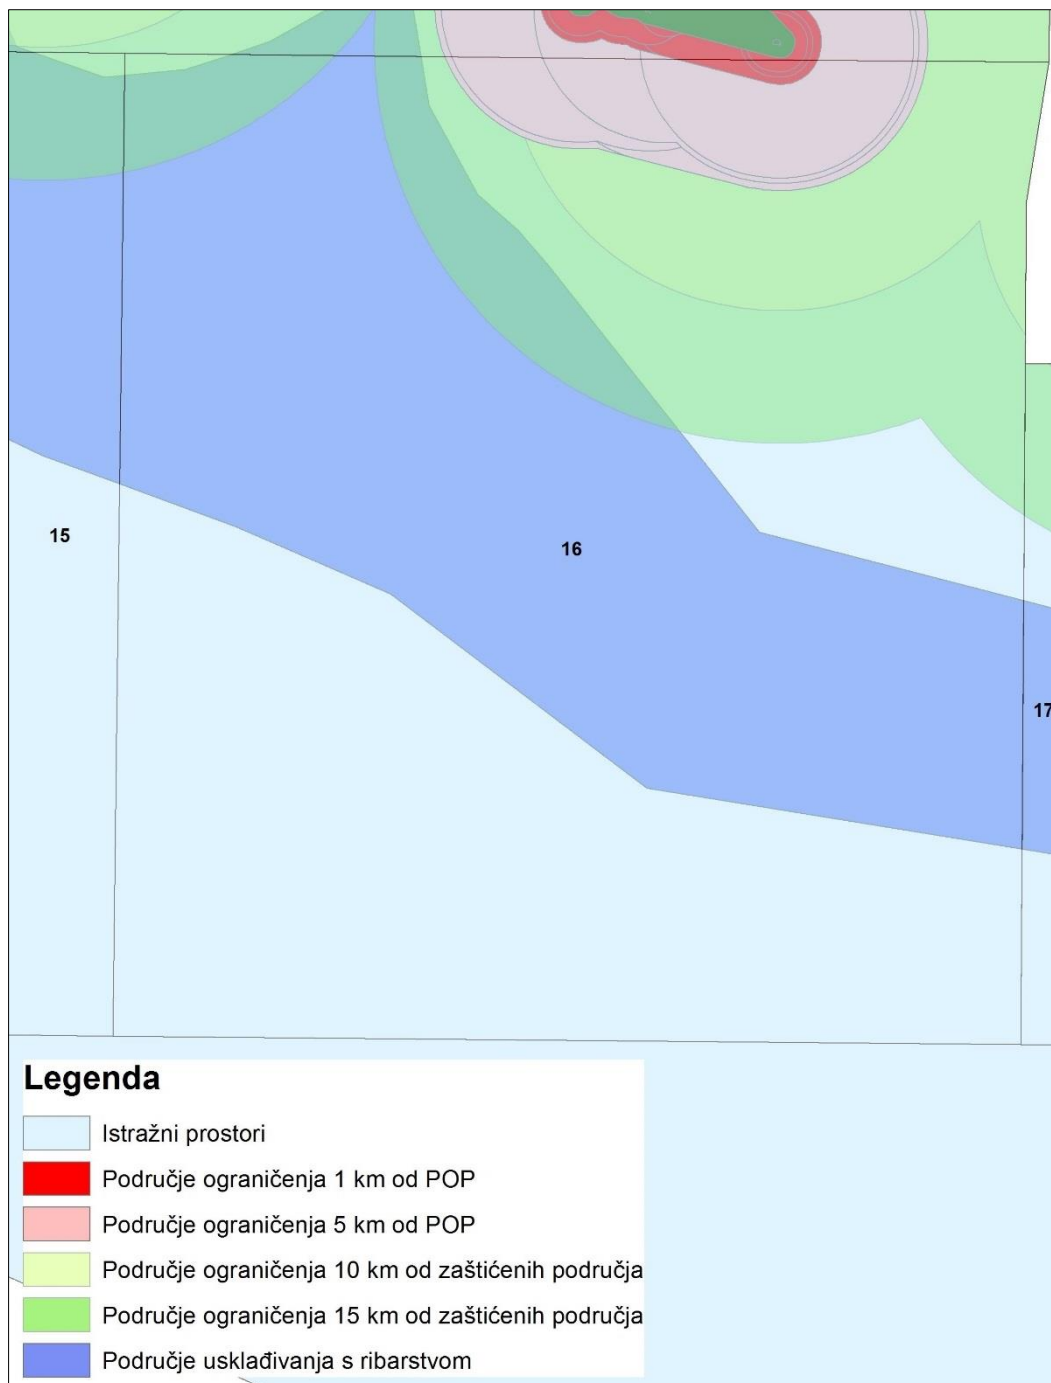 15
16
17
Legenda
Istražni prostori
Područje ograničenja 1 km od POP
Područje ograničenja 5 km od POP
Područje ograničenja 10 km od zaštićenih područja
Područje ograničenja 15 km od zaštićenih područja
Područje usklađivanja s ribarstvom